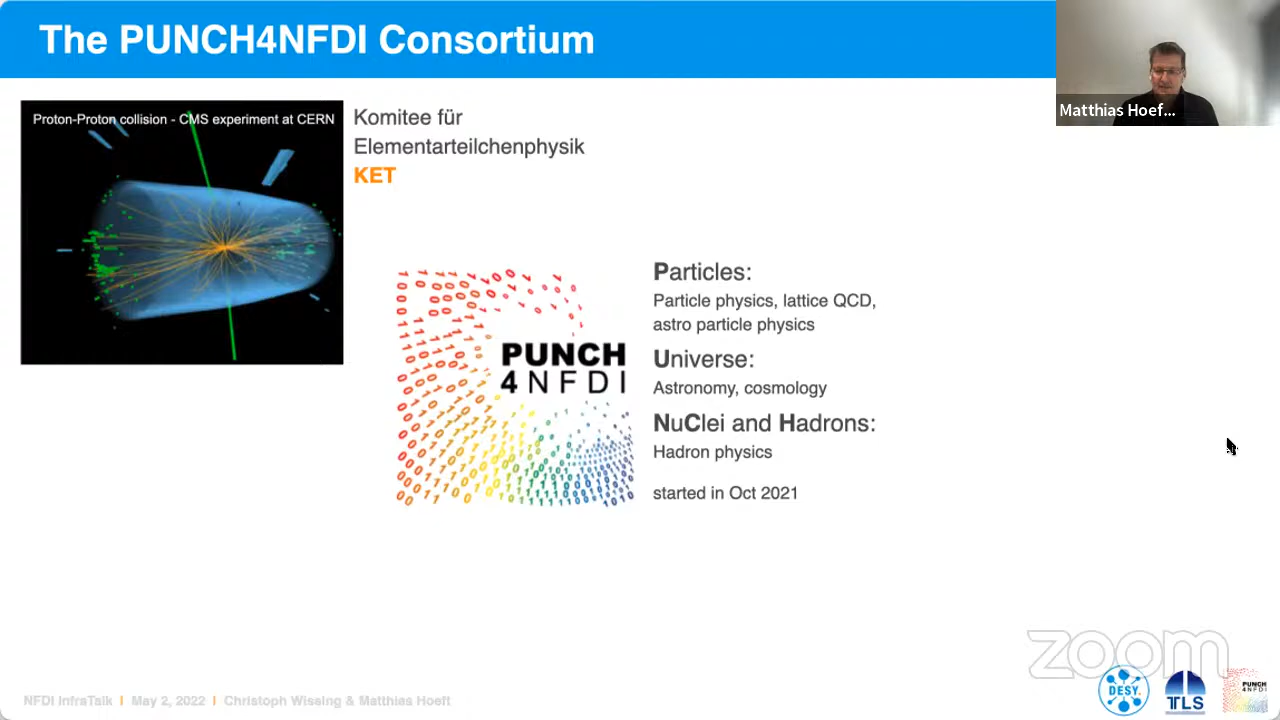 The PUNCH4NFDI Consortium
Matthias Hoef...
Proton-Proton collision - CMS experiment at CERN
Komitee für
Elementarteilchenphysik
KET
PUNCH
4NFDI
Particles:
Particle physics, lattice QCD,
astro particle physics
Universe:
Astronomy, cosmology
NuClei and Hadrons:
Hadron physics
started in Oct 2021
zoom
NFDI InfraTalk I May 2, 2022 I Christoph Wissing & Matthias Hoeft
DESY.
TLS
PUNCH
4NFDI